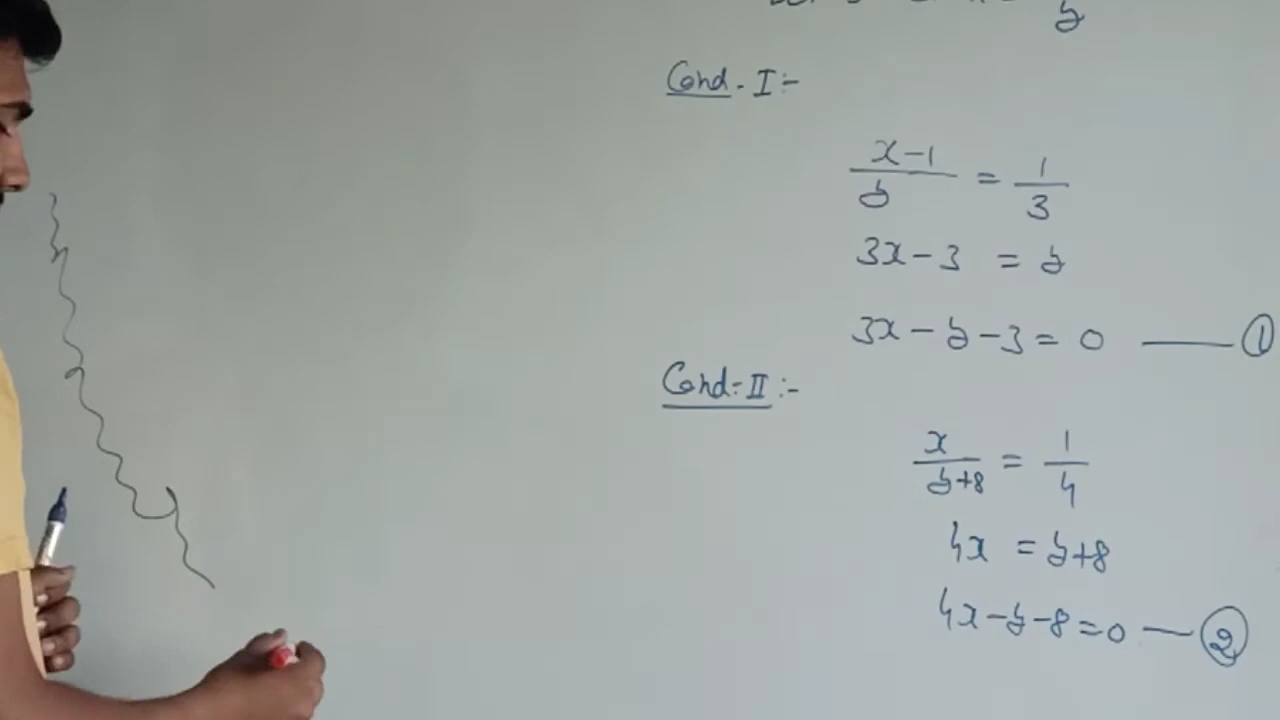 y
Cond. I :-
x-1/y = 1/3
3x - 3 = y
3x - y - 3 = 0 —— ①
Cond. II :-
x/y+8 = 1/4
4x = y+8
4x - y - 8 = 0 — ②